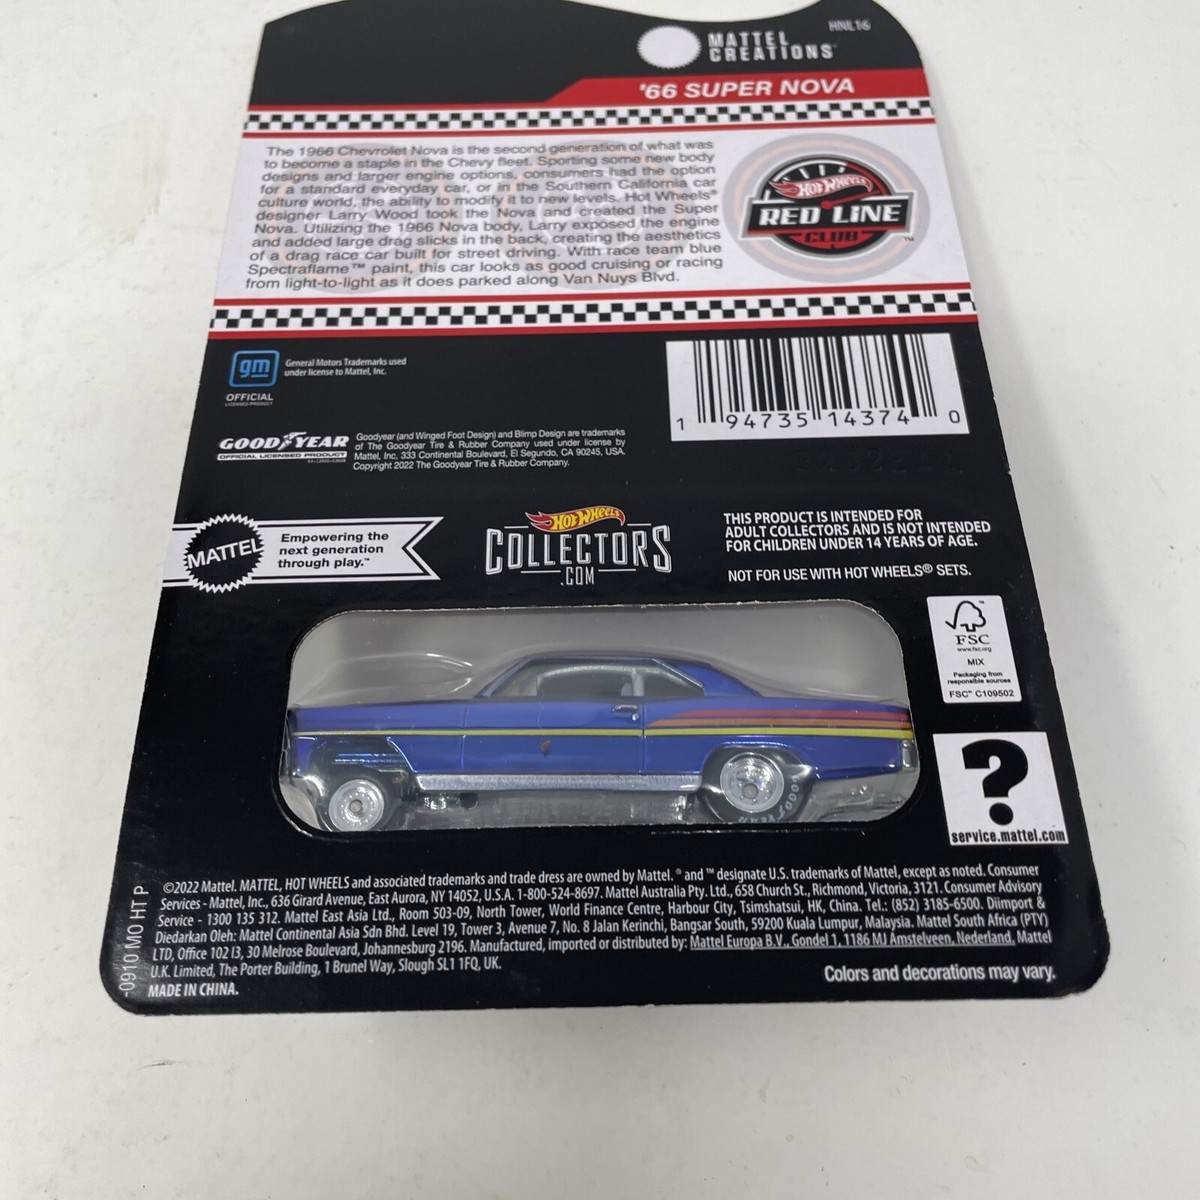 HNL16
MATTEL
CREATIONS™
'66 SUPER NOVA
The 1966 Chevrolet Nova is the second generation of what was
to become a staple in the Chevy fleet. Sporting some new body
designs and larger engine options, consumers had the option
for a standard everyday car, or in the Southern California car
culture world, the ability to modify it to new levels. Hot Wheels®
designer Larry Wood took the Nova and created the Super
Nova. Utilizing the 1966 Nova body, Larry exposed the engine
and added large drag slicks in the back, creating the aesthetics
of a drag race car built for street driving. With race team blue
Spectraflame™ paint, this car looks as good cruising or racing
from light-to-light as it does parked along Van Nuys Blvd.
HOT WHEELS
RED LINE
CLUB™
gm
OFFICIAL
LICENSED PRODUCT
General Motors Trademarks used
under license to Mattel, Inc.
1 94735 14374 0
GOODYEAR
OFFICIAL LICENSED PRODUCT
Goodyear (and Winged Foot Design) and Blimp Design are trademarks
of The Goodyear Tire & Rubber Company used under license by
Mattel, Inc, 333 Continental Boulevard, El Segundo, CA 90245, USA.
Copyright 2022 The Goodyear Tire & Rubber Company.
MATTEL
Empowering the
next generation
through play.™
HOT WHEELS
COLLECTORS
.COM
THIS PRODUCT IS INTENDED FOR
ADULT COLLECTORS AND IS NOT INTENDED
FOR CHILDREN UNDER 14 YEARS OF AGE.
NOT FOR USE WITH HOT WHEELS® SETS.
FSC
www.fsc.org
MIX
Packaging from
responsible sources
FSC® C109502
?
service.mattel.com
GOODYEAR
-0910 MO HT P
©2022 Mattel. MATTEL, HOT WHEELS and associated trademarks and trade dress are owned by Mattel. ® and ™ designate U.S. trademarks of Mattel, except as noted. Consumer
Services - Mattel, Inc., 636 Girard Avenue, East Aurora, NY 14052, U.S.A. 1-800-524-8697. Mattel Australia Pty. Ltd., 658 Church St., Richmond, Victoria, 3121. Consumer Advisory
Service - 1300 135 312. Mattel East Asia Ltd., Room 503-09, North Tower, World Finance Centre, Harbour City, Tsimshatsui, HK, China. Tel.: (852) 3185-6500. Diimport &
Diedarkan Oleh: Mattel Continental Asia Sdn Bhd. Level 19, Tower 3, Avenue 7, No. 8 Jalan Kerinchi, Bangsar South, 59200 Kuala Lumpur, Malaysia. Mattel South Africa (PTY)
LTD, Office 102 I3, 30 Melrose Boulevard, Johannesburg 2196. Manufactured, imported or distributed by: Mattel Europa B.V., Gondel 1, 1186 MJ Amstelveen, Nederland. Mattel
U.K. Limited, The Porter Building, 1 Brunel Way, Slough SL1 1FQ, UK.
MADE IN CHINA.
Colors and decorations may vary.